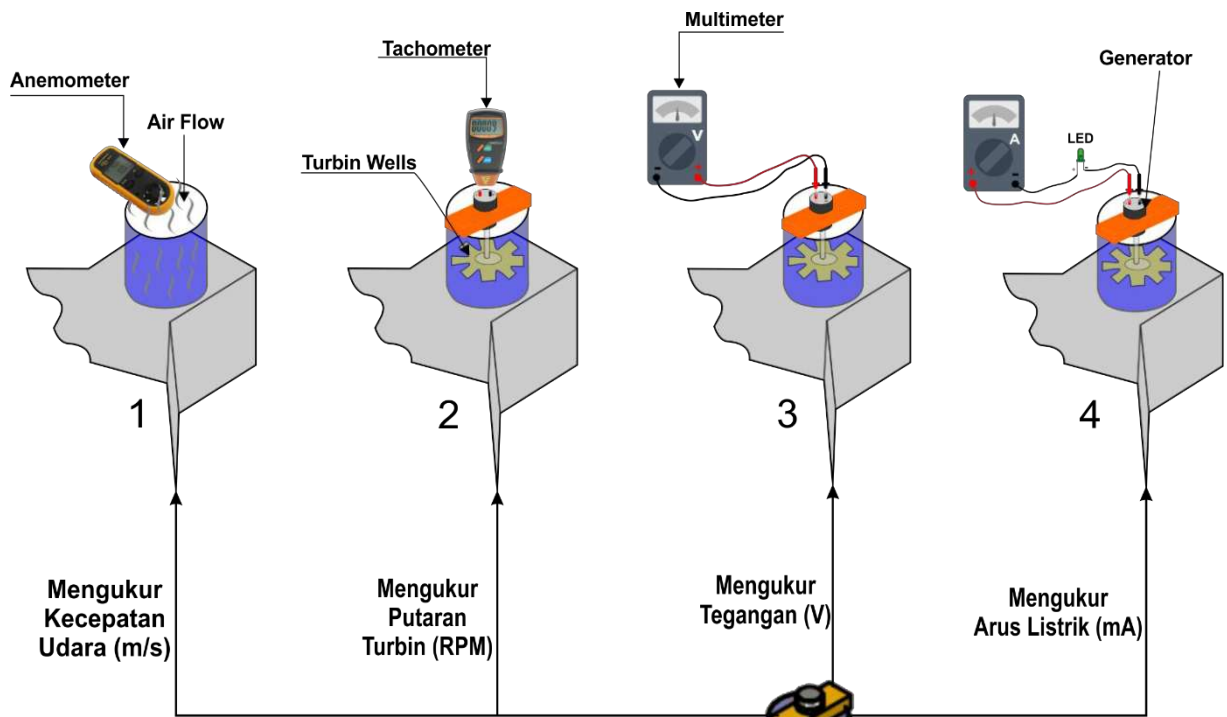 Multimeter
Tachometer
Generator
Anemometer
Air Flow
LED
V
A
Turbin Wells
1
2
3
4
Mengukur
Kecepatan
Udara (m/s)
Mengukur
Putaran
Turbin (RPM)
Mengukur
Tegangan (V)
Mengukur
Arus Listrik (mA)